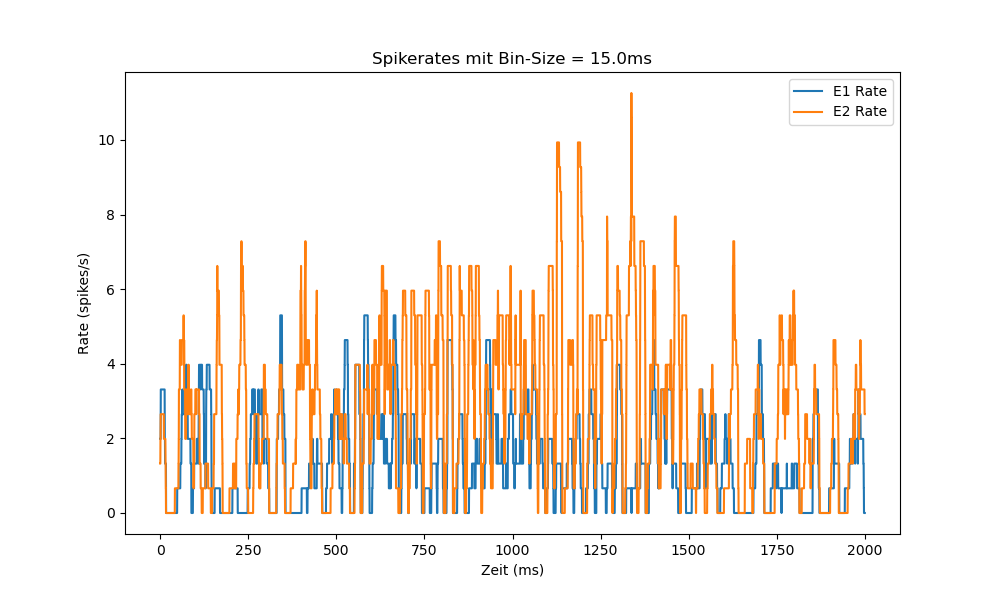 Spikerates mit Bin-Size = 15.0ms
E1 Rate
E2 Rate
10
8
6
4
2
0
Rate (spikes/s)
0 250 500 750 1000 1250 1500 1750 2000
Zeit (ms)